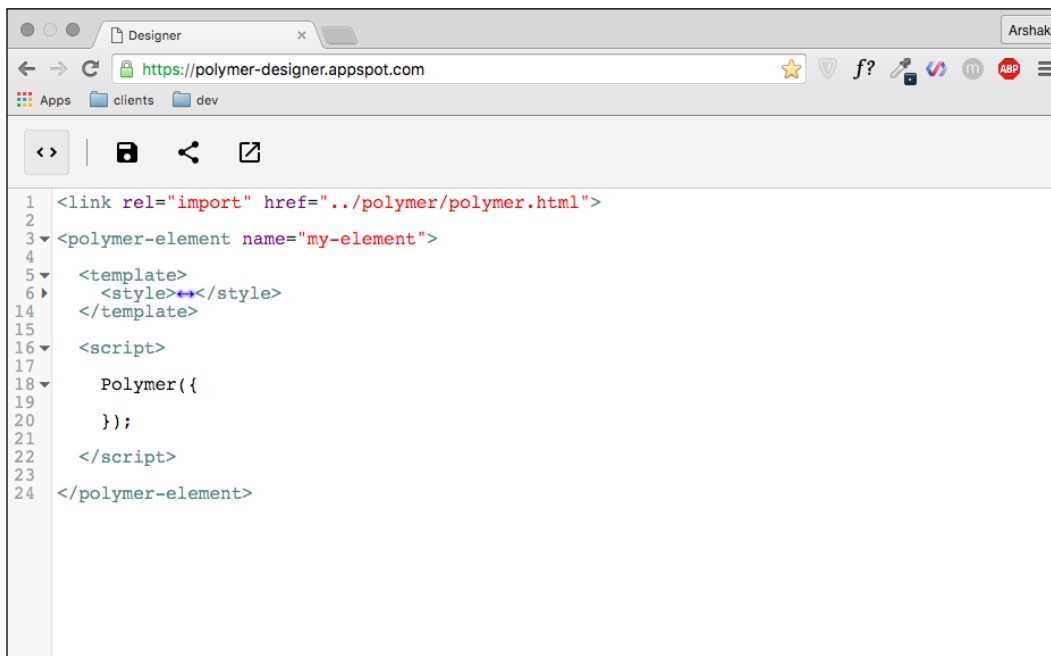 Designer
Arshak
https://polymer-designer.appspot.com
f?
m
ABP
Apps
clients
dev
1 <link rel="import" href="../polymer/polymer.html">
2
3 <polymer-element name="my-element">
4
5 <template>
6 <style>↔</style>
14 </template>
15
16 <script>
17
18 Polymer({
19
20 });
21
22 </script>
23
24 </polymer-element>